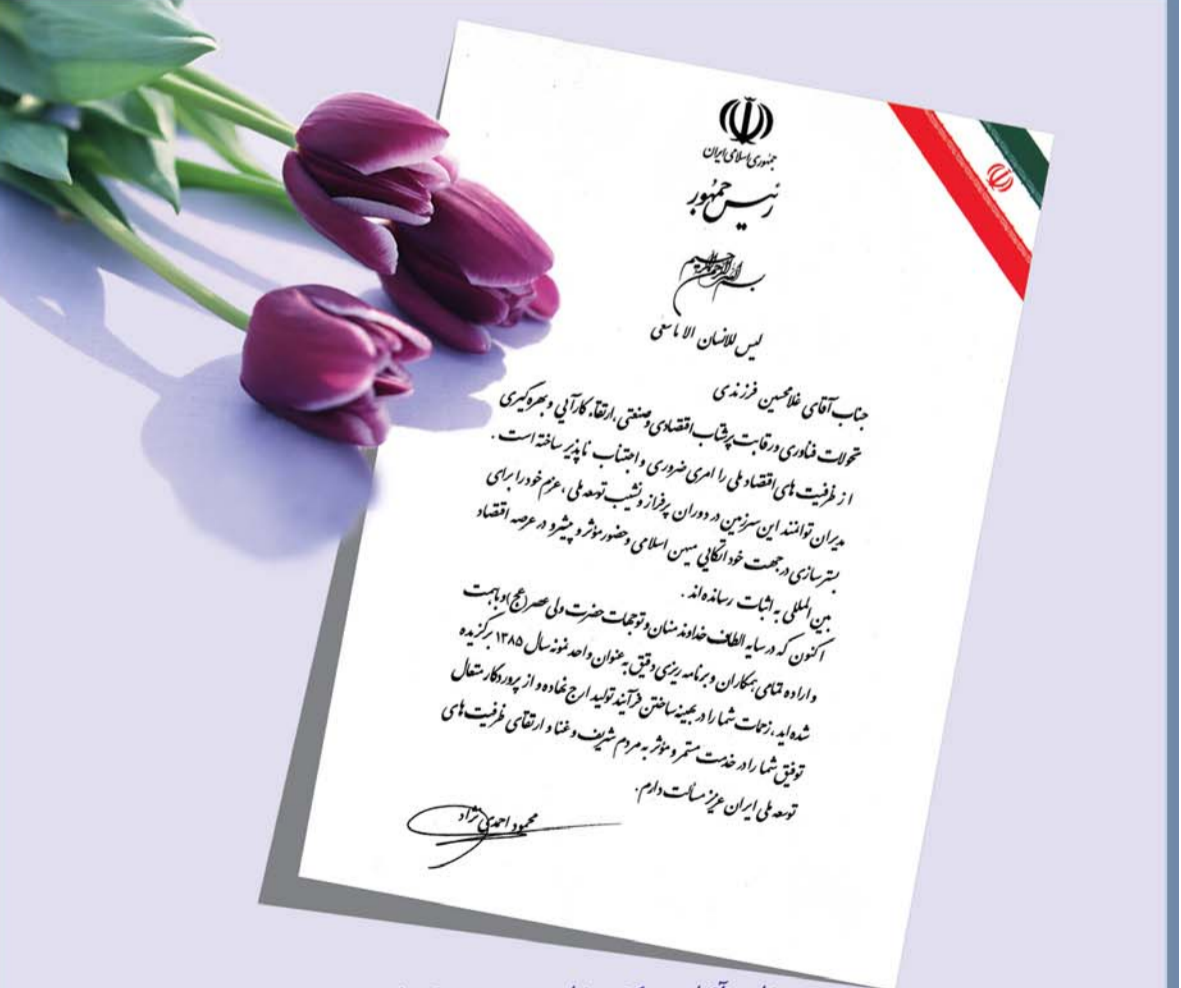 جمهوری اسلامی ایران
رئیس جمهور
بسم الله الرحمن الرحیم
لیس للانسان الا ما سعی
جناب آقای غلامحسین فرزندی
تحولات فناوری و رقابت پرشتاب اقتصادی و صنعتی، ارتقاء کارآیی و بهره‌گیری
از ظرفیت های اقتصاد ملی را امری ضروری و اجتناب ناپذیر ساخته است.
مدیران توانمند این سرزمین در دوران پرفراز و نشیب توسعه ملی، عزم خود را برای
بسترسازی در جهت خود اتکایی میهن اسلامی و حضور مؤثر و پیشرو در عرصه اقتصاد
بین المللی به اثبات رسانده‌اند.
اکنون که در سایه الطاف خداوند منان و توجهات حضرت ولی عصر (عج) و با همت
و اراده تمامی همکاران و برنامه ریزی دقیق به عنوان واحد نمونه سال ۱۳۸۵ برگزیده
شده‌اید، زحمات شما را در بهینه ساختن فرآیند تولید ارج نهاده و از پروردگار متعال
توفیق شما را در خدمت مستمر و مؤثر به مردم شریف و غنا و ارتقای ظرفیت های
توسعه ملی ایران عزیز مسألت دارم.
محمود احمدی نژاد